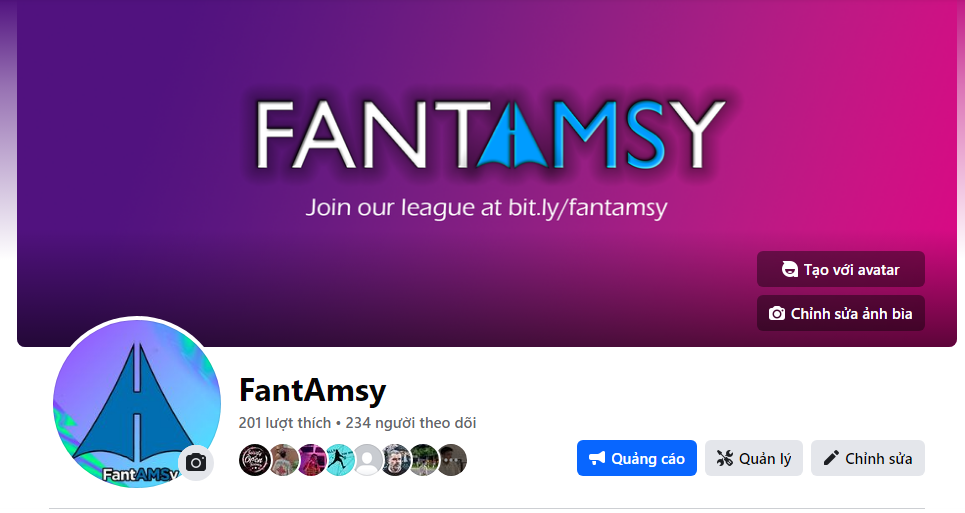 FANTAMSY
Join our league at bit.ly/fantamsy
Tạo với avatar
Chỉnh sửa ảnh bìa
FantAMSy
FantAmsy
201 lượt thích • 234 người theo dõi
Quảng cáo
Quản lý
Chỉnh sửa